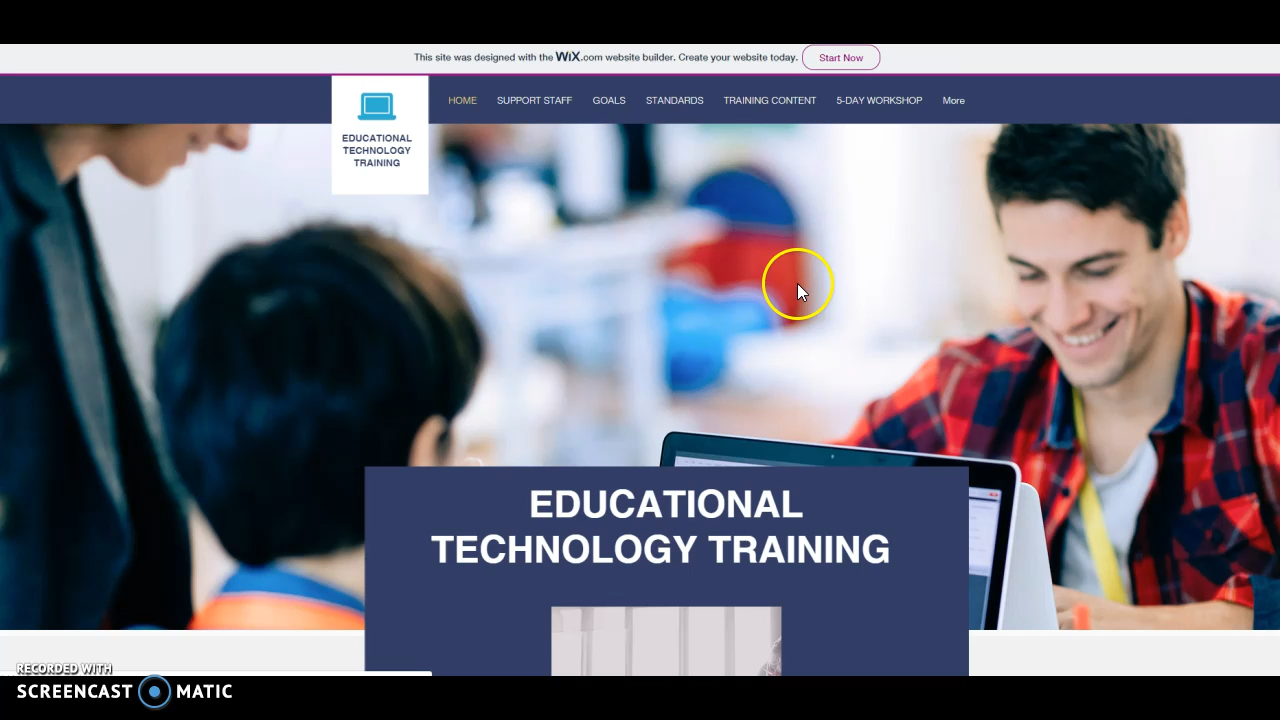 This site was designed with the WiX.com website builder. Create your website today.
Start Now
HOME
SUPPORT STAFF
GOALS
STANDARDS
TRAINING CONTENT
5-DAY WORKSHOP
More
EDUCATIONAL
TECHNOLOGY
TRAINING
EDUCATIONAL
TECHNOLOGY TRAINING
RECORDED WITH
SCREENCAST MATIC